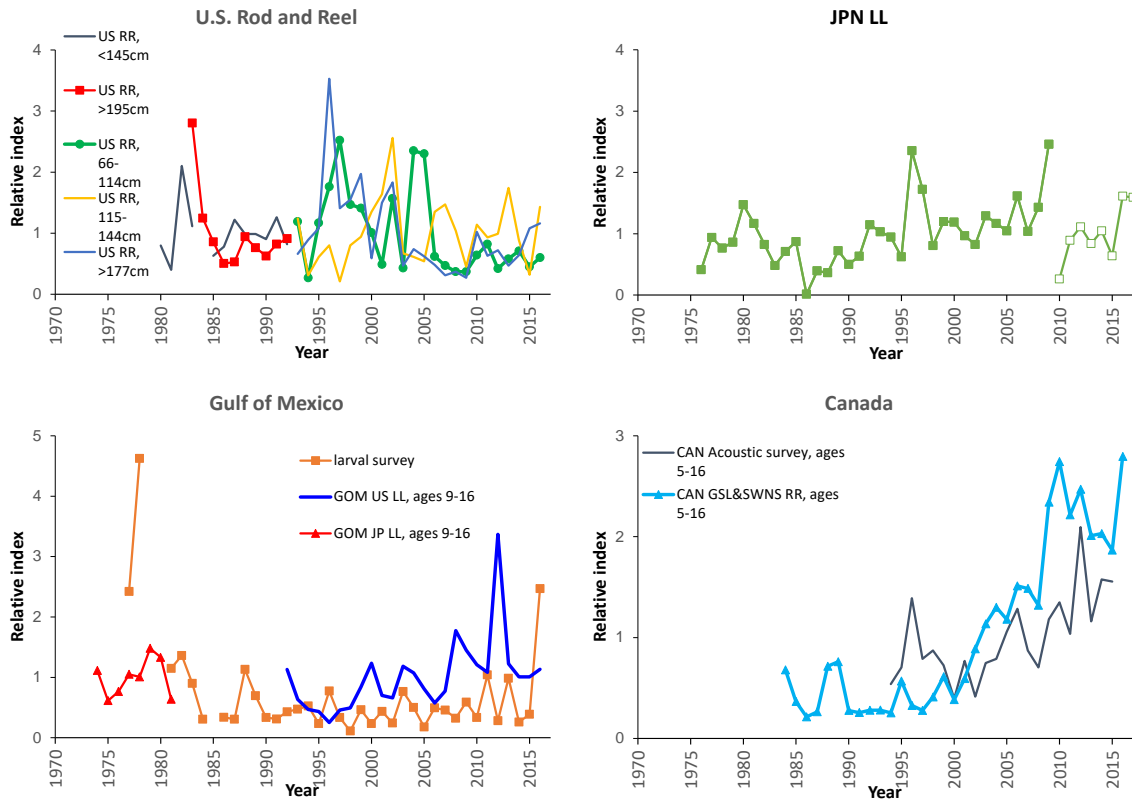 U.S. Rod and Reel
US RR,
<145cm
US RR,
>195cm
US RR,
66-
114cm
US RR,
115-
144cm
US RR,
>177cm
Relative index
4
3
2
1
0
1970
1975
1980
1985
1990
1995
2000
2005
2010
2015
Year
JPN LL
Relative index
4
3
2
1
0
1970
1975
1980
1985
1990
1995
2000
2005
2010
2015
Year
Gulf of Mexico
larval survey
GOM US LL, ages 9-16
GOM JP LL, ages 9-16
Relative index
5
4
3
2
1
0
1970
1975
1980
1985
1990
1995
2000
2005
2010
2015
Year
Canada
CAN Acoustic survey, ages
5-16
CAN GSL&SWNS RR, ages
5-16
Relative index
3
2
1
0
1970
1975
1980
1985
1990
1995
2000
2005
2010
2015
Year